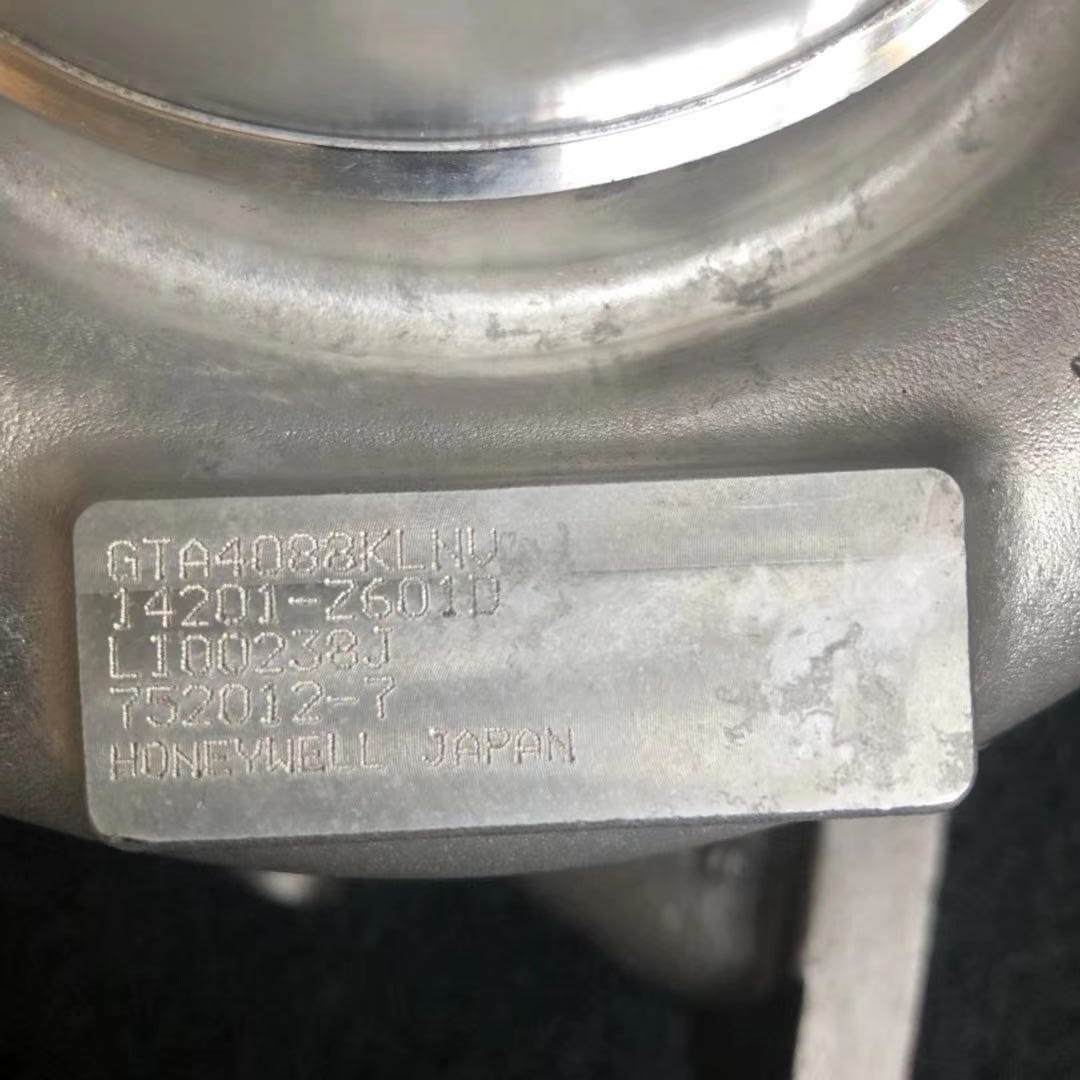 GTA4088KLNV
14201-Z601D
L100238J
752012-7
HONEYWELL JAPAN